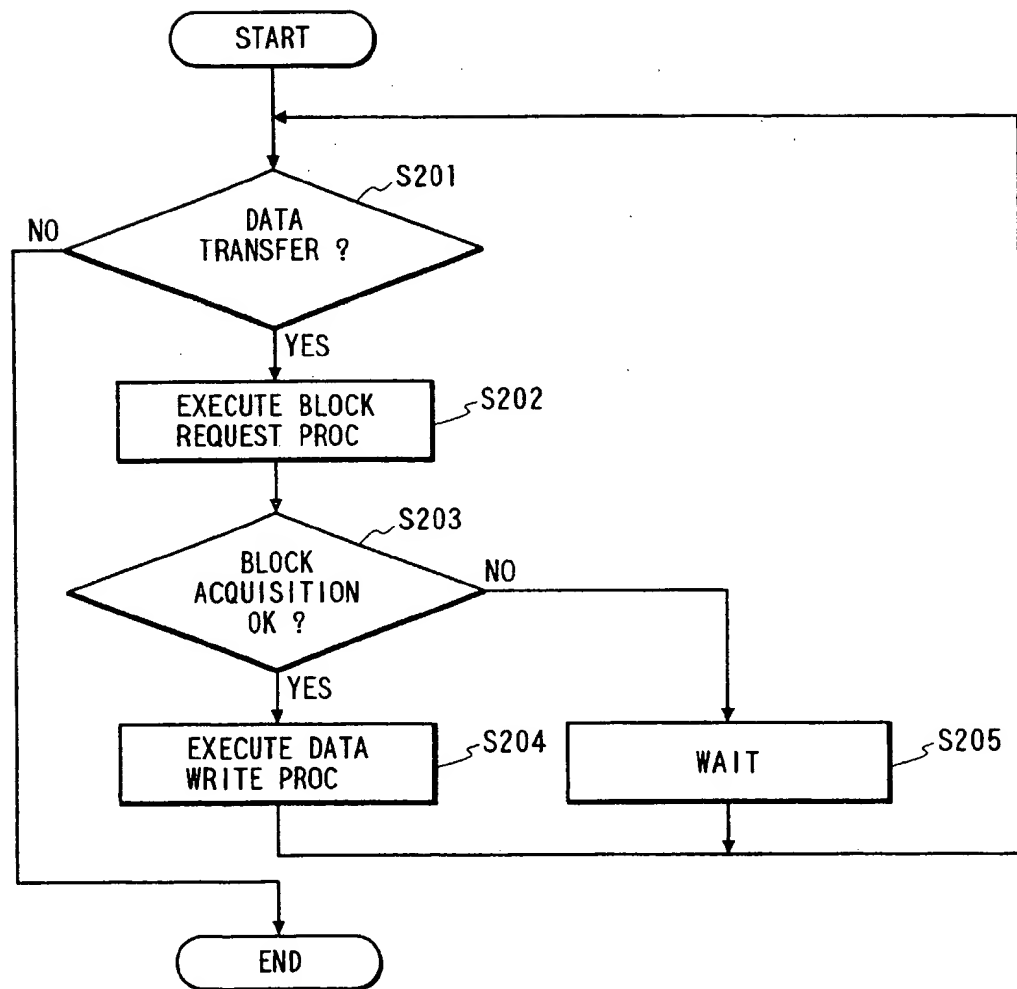 START
S201
DATA
TRANSFER ?
NO
YES
EXECUTE BLOCK
REQUEST PROC
S202
S203
BLOCK
ACQUISITION
OK ?
NO
YES
EXECUTE DATA
WRITE PROC
S204
WAIT
S205
END